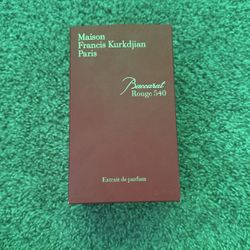 Maison
Francis Kurkdjian
Paris
Baccarat
Rouge 540
Extrait de parfum